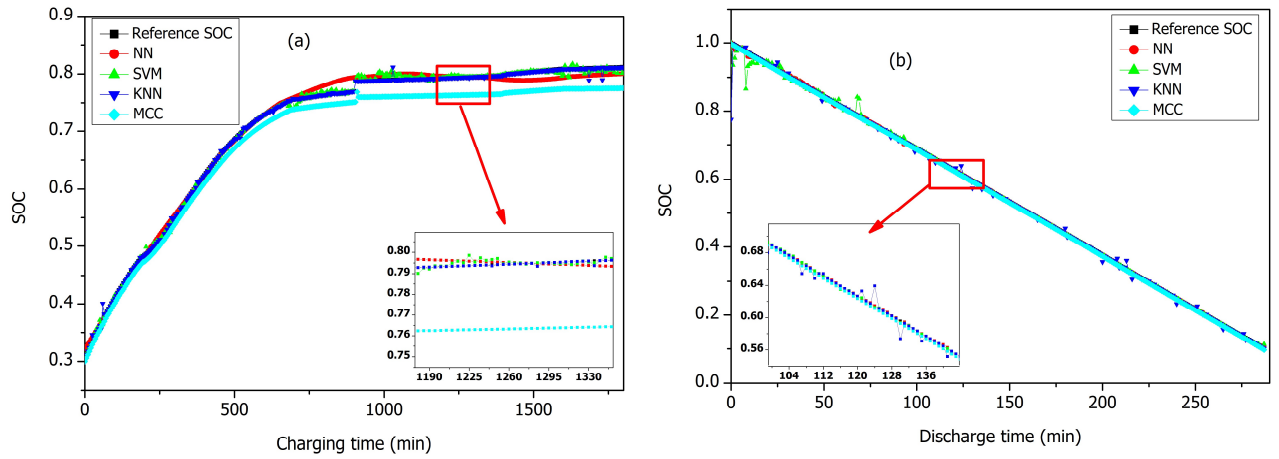 (a)
Reference SOC
NN
SVM
KNN
MCC
0.9
0.8
0.7
0.6
0.5
0.4
0.3
SOC
0
500
1000
1500
Charging time (min)
0.80
0.79
0.78
0.77
0.76
0.75
1190
1225
1260
1295
1330
(b)
Reference SOC
NN
SVM
KNN
MCC
1.0
0.8
0.6
0.4
0.2
0.0
SOC
0
50
100
150
200
250
Discharge time (min)
0.68
0.64
0.60
0.56
104
112
120
128
136